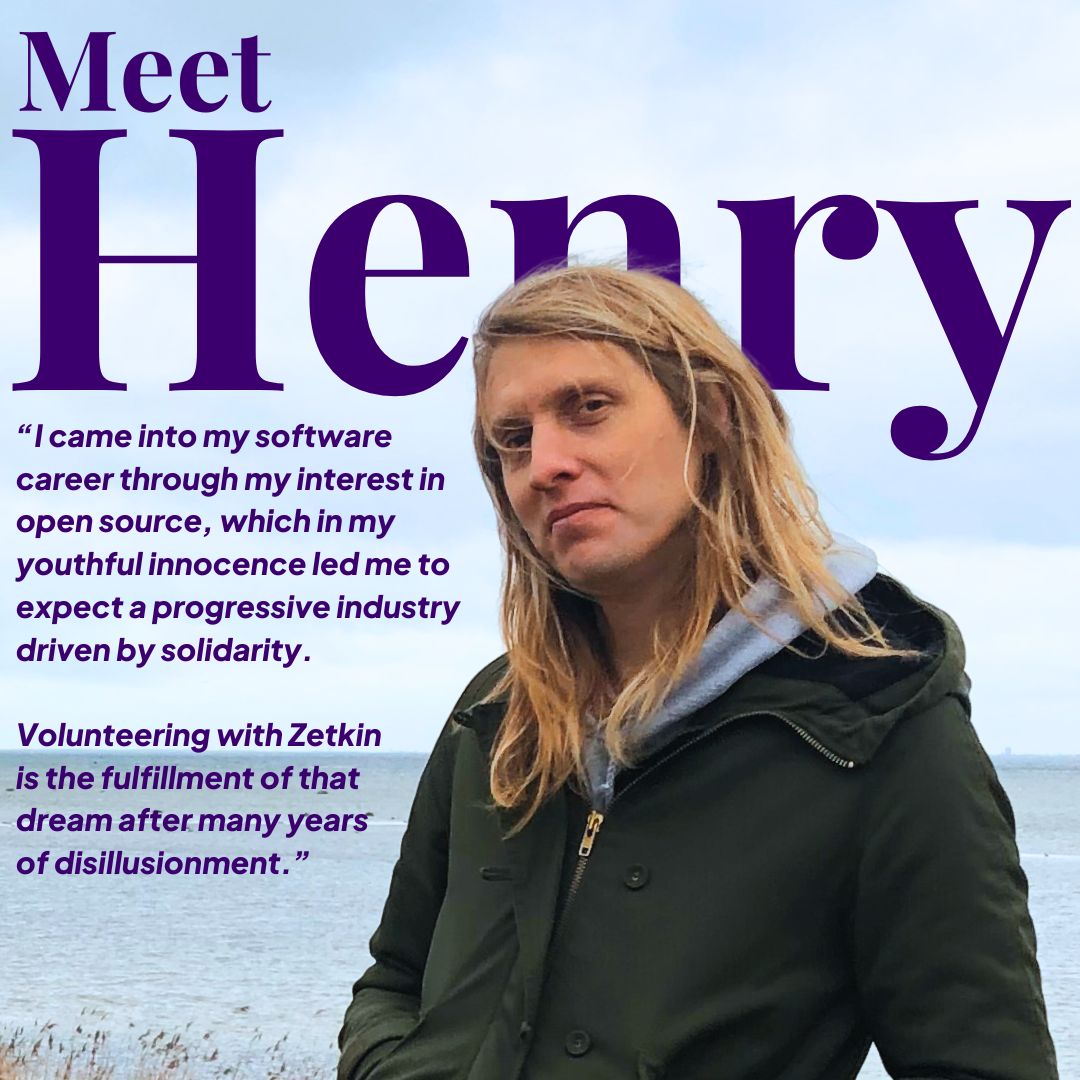 Meet
Henry
“I came into my software
career through my interest in
open source, which in my
youthful innocence led me to
expect a progressive industry
driven by solidarity.
Volunteering with Zetkin
is the fulfillment of that
dream after many years
of disillusionment.”